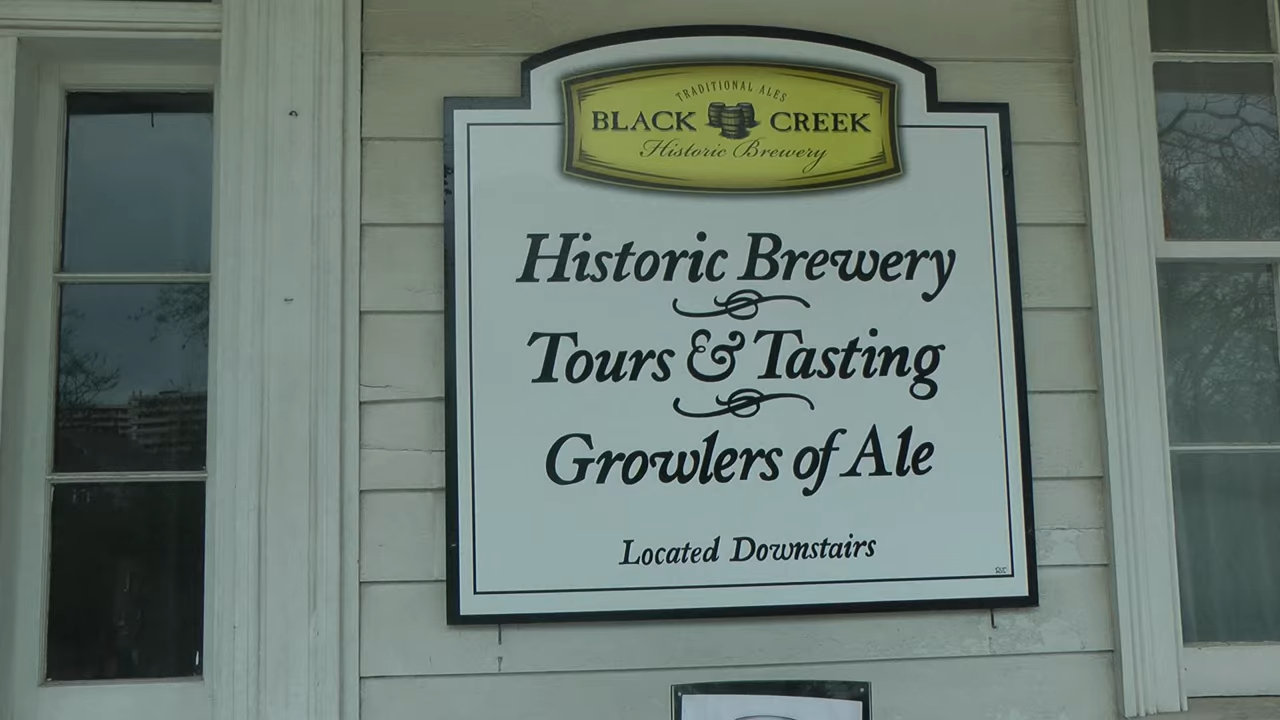 TRADITIONAL ALES
BLACK CREEK
Historic Brewery
Historic Brewery
Tours & Tasting
Growlers of Ale
Located Downstairs